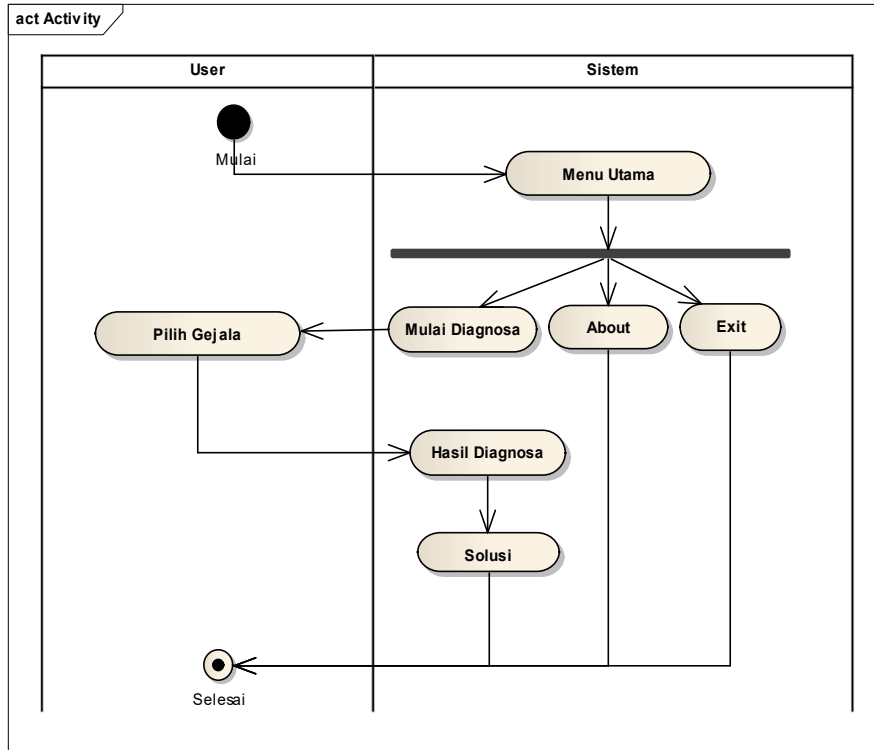 act Activity
User
Sistem
Mulai
Menu Utama
Mulai Diagnosa
About
Exit
Pilih Gejala
Hasil Diagnosa
Solusi
Selesai